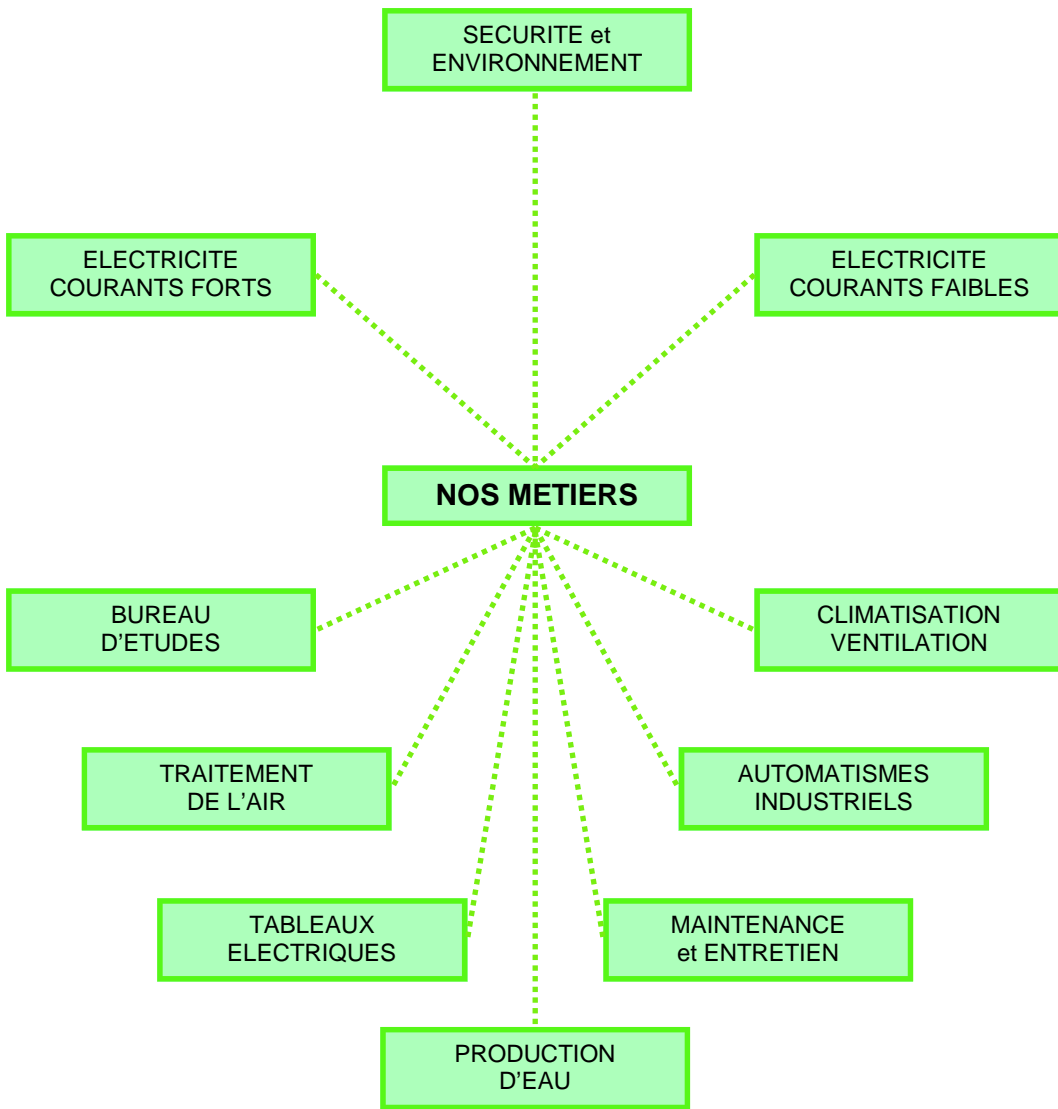 SÉCURITE et
ENVIRONNEMENT
ELECTRICITE
COURANTS FORTS
ELECTRICITE
COURANTS FAIBLES
NOS METIERS
BUREAU
D'ETUDES
CLIMATISATION
VENTILATION
TRAITEMENT
DE L’AIR
AUTOMATISMES
INDUSTRIELS
TABLEAUX
ELECTRIQUES
MAINTENANCE
et ENTRETIEN
PRODUCTION
D'EAU